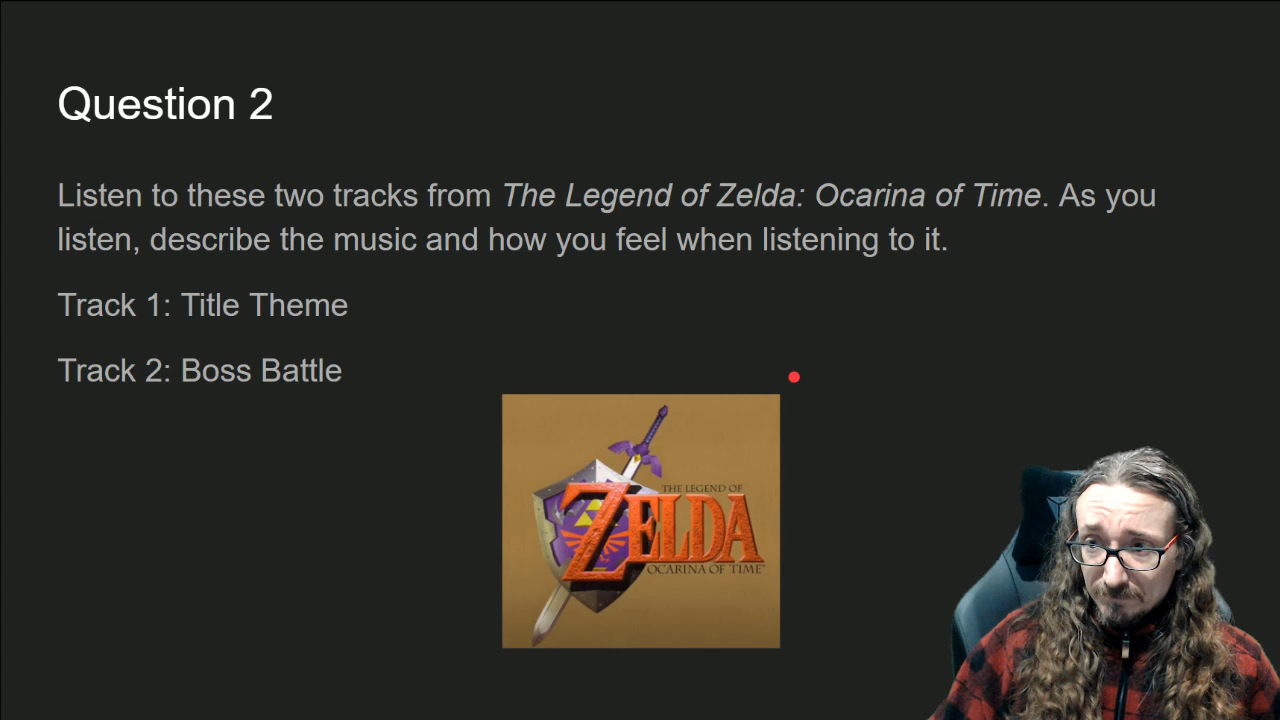 Question 2
Listen to these two tracks from The Legend of Zelda: Ocarina of Time. As you
listen, describe the music and how you feel when listening to it.
Track 1: Title Theme
Track 2: Boss Battle
THE LEGEND OF
ZELDA
OCARINA OF TIME